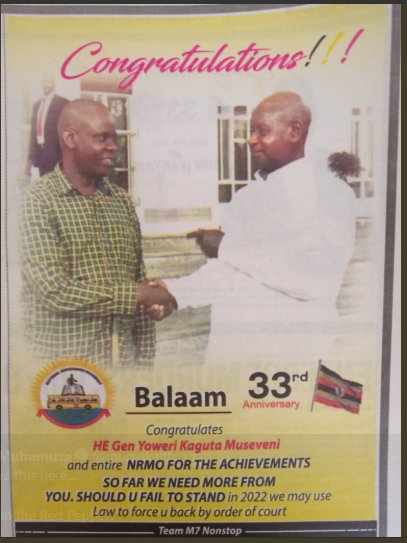 Congratulations!!!
Balaam
33rd
Anniversary
Congratulates
HE Gen Yoweri Kaguta Museveni
and entire NRMO FOR THE ACHIEVEMENTS
SO FAR WE NEED MORE FROM
YOU. SHOULD U FAIL TO STAND in 2022 we may use
Law to force u back by order of court
Team M7 Nonstop